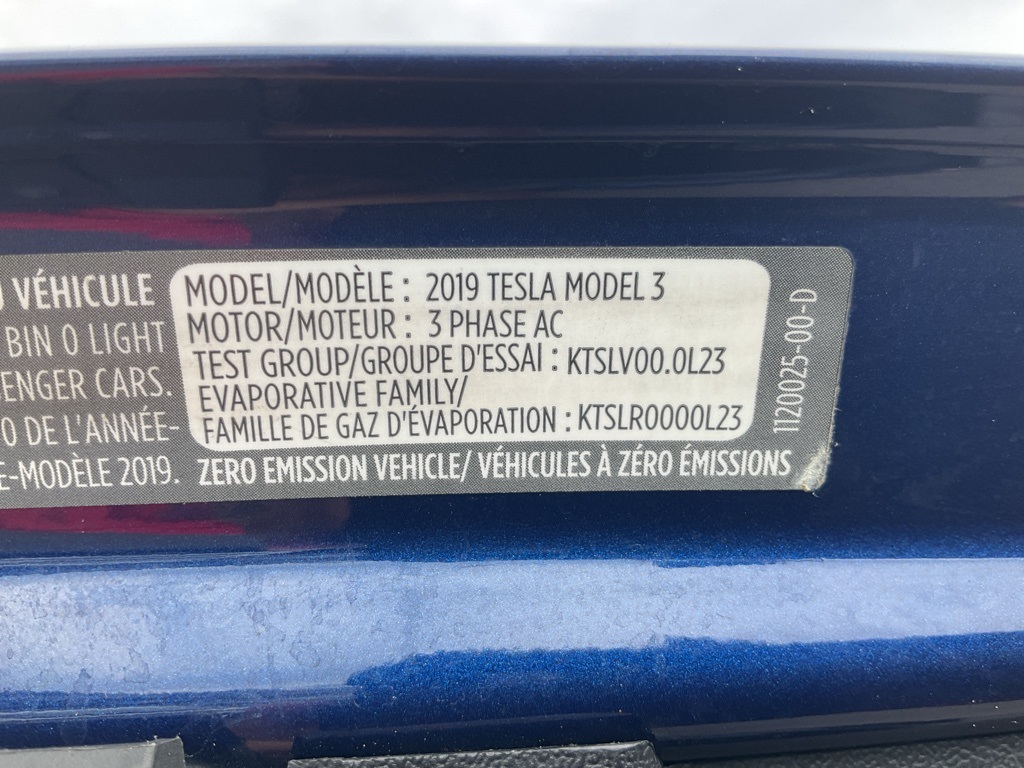 VÉHICULE
BIN 0 LIGHT
CARS.
0 DE L'ANNÉE-
-MODÈLE 2019.
MODEL/MODÈLE : 2019 TESLA MODEL 3
MOTOR/MOTEUR : 3 PHASE AC
TEST GROUP/GROUPE D'ESSAI : KTSLV00.0L23
EVAPORATIVE FAMILY/
FAMILLE DE GAZ D'ÉVAPORATION : KTSLR0000L23
ZERO EMISSION VEHICLE/ VÉHICULES À ZÉRO ÉMISSIONS
1120025-00-D